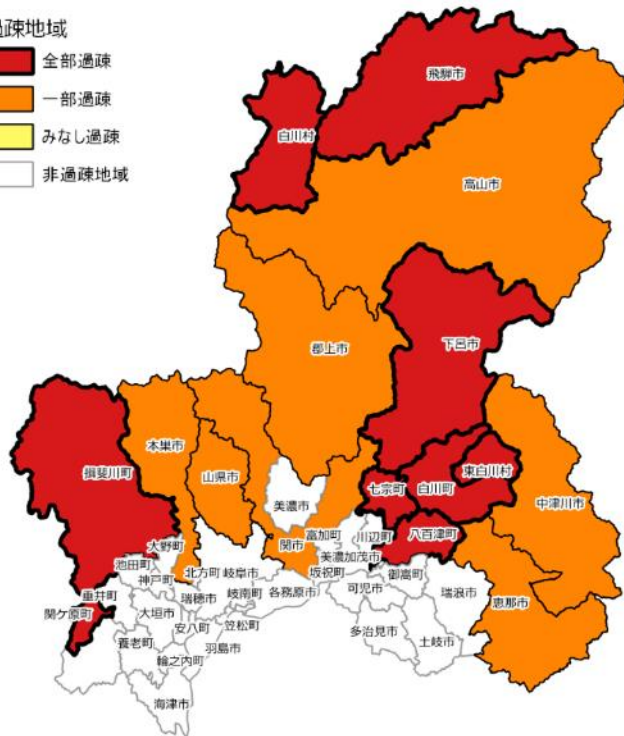 過疎地域
全部過疎
一部過疎
みなし過疎
非過疎地域
飛騨市
白川村
高山市
郡上市
下呂市
揖斐川町
本巣市
山県市
美濃市
七宗町
白川町
東白川村
中津川市
関市
富加町
川辺町
八百津町
大野町
美濃加茂市
池田町
北方町
岐阜市
坂祝町
御嵩町
神戸町
瑞穂市
岐南町
各務原市
可児市
瑞浪市
恵那市
垂井町
関ケ原町
大垣市
安八町
笠松町
多治見市
土岐市
養老町
羽島市
輪之内町
海津市